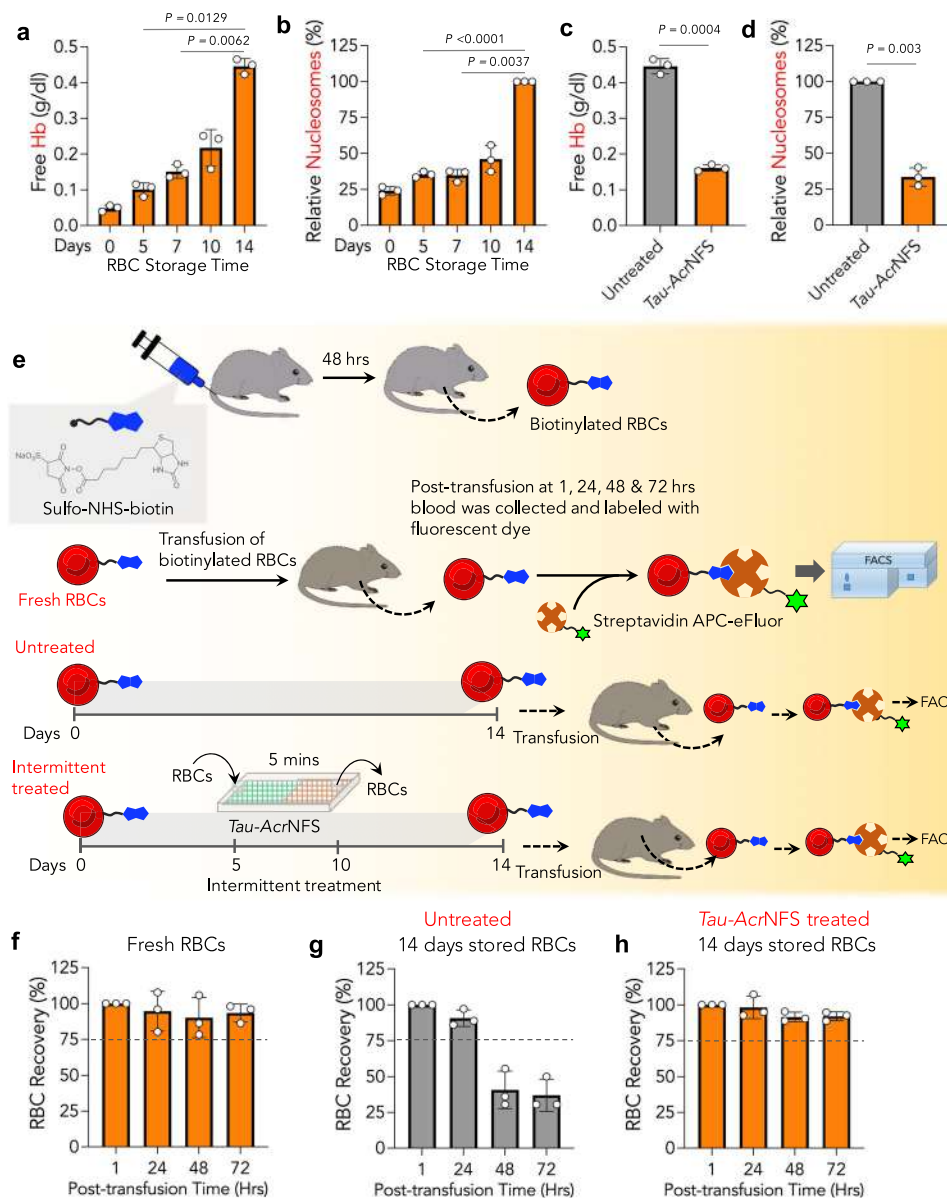 a
P = 0.0129
P = 0.0062
Free Hb (g/dl)
0.5
0.4
0.3
0.2
0.1
0.0
Days 0 5 7 10 14
RBC Storage Time
b
P <0.0001
P = 0.0037
Relative Nucleosomes (%)
125
100
75
50
25
0
Days 0 5 7 10 14
RBC Storage Time
c
P = 0.0004
Free Hb (g/dl)
0.5
0.4
0.3
0.2
0.1
0.0
Untreated
Tau-AcrNFS
d
P = 0.003
Relative Nucleosomes (%)
125
100
75
50
25
0
Untreated
Tau-AcrNFS
e
48 hrs
Biotinylated RBCs
NaO₃S
O
N
O
O
O
S
HN
NH
O
Sulfo-NHS-biotin
Post-transfusion at 1, 24, 48 & 72 hrs
blood was collected and labeled with
fluorescent dye
Transfusion of
biotinylated RBCs
Fresh RBCs
Streptavidin APC-eFluor
FACS
Untreated
Days 0
14
Transfusion
FAC
Intermittent
treated
RBCs
5 mins
RBCs
Tau-AcrNFS
Days 0
5
10
14
Intermittent treatment
Transfusion
FAC
f
Fresh RBCs
RBC Recovery (%)
125
100
75
50
25
0
1 24 48 72
Post-transfusion Time (Hrs)
g
Untreated
14 days stored RBCs
RBC Recovery (%)
125
100
75
50
25
0
1 24 48 72
Post-transfusion Time (Hrs)
h
Tau-AcrNFS treated
14 days stored RBCs
RBC Recovery (%)
125
100
75
50
25
0
1 24 48 72
Post-transfusion Time (Hrs)